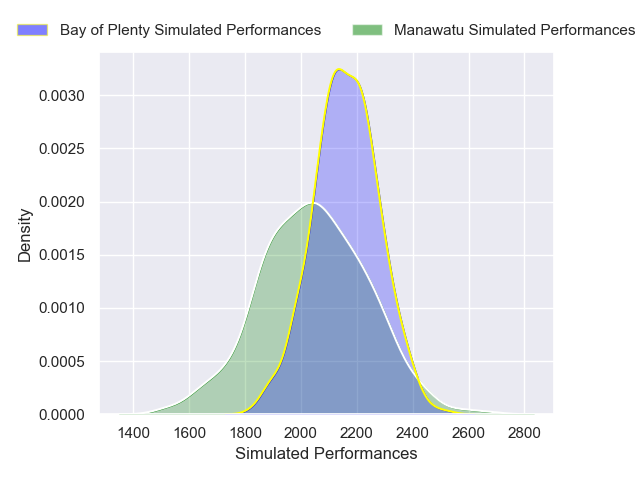 Bay of Plenty Simulated Performances
Manawatu Simulated Performances
Density
0.0030
0.0025
0.0020
0.0015
0.0010
0.0005
0.0000
1400 1600 1800 2000 2200 2400 2600 2800
Simulated Performances